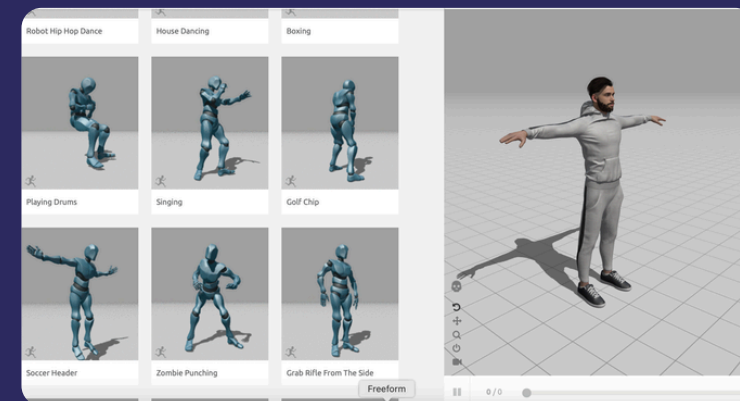 Robot Hip Hop Dance
House Dancing
Boxing
Playing Drums
Singing
Golf Chip
Soccer Header
Zombie Punching
Grab Rifle From The Side
Freeform
0 / 0